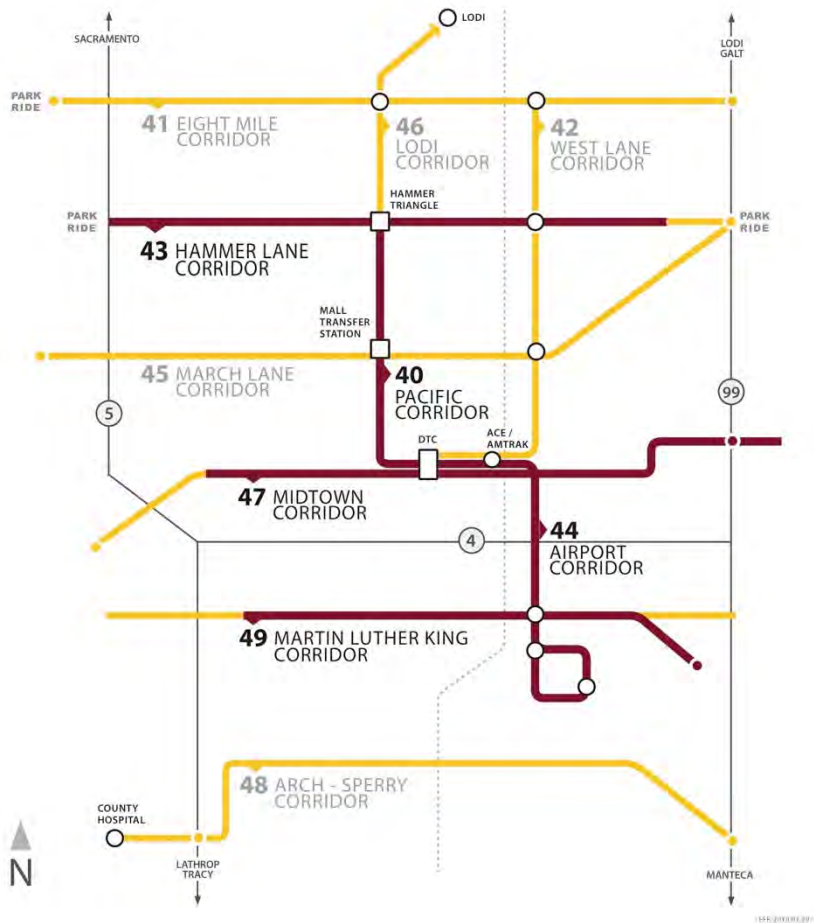 LODI
SACRAMENTO
LODI
GALT
PARK
RIDE
41 EIGHT MILE
CORRIDOR
46
LODI
CORRIDOR
42
WEST LANE
CORRIDOR
HAMMER
TRIANGLE
PARK
RIDE
PARK
RIDE
43 HAMMER LANE
CORRIDOR
MALL
TRANSFER
STATION
45 MARCH LANE
CORRIDOR
40
PACIFIC
CORRIDOR
5
99
DTC
ACE /
AMTRAK
47 MIDTOWN
CORRIDOR
44
AIRPORT
CORRIDOR
4
49 MARTIN LUTHER KING
CORRIDOR
48 ARCH - SPERRY
CORRIDOR
COUNTY
HOSPITAL
N
LATHROP
TRACY
MANTECA